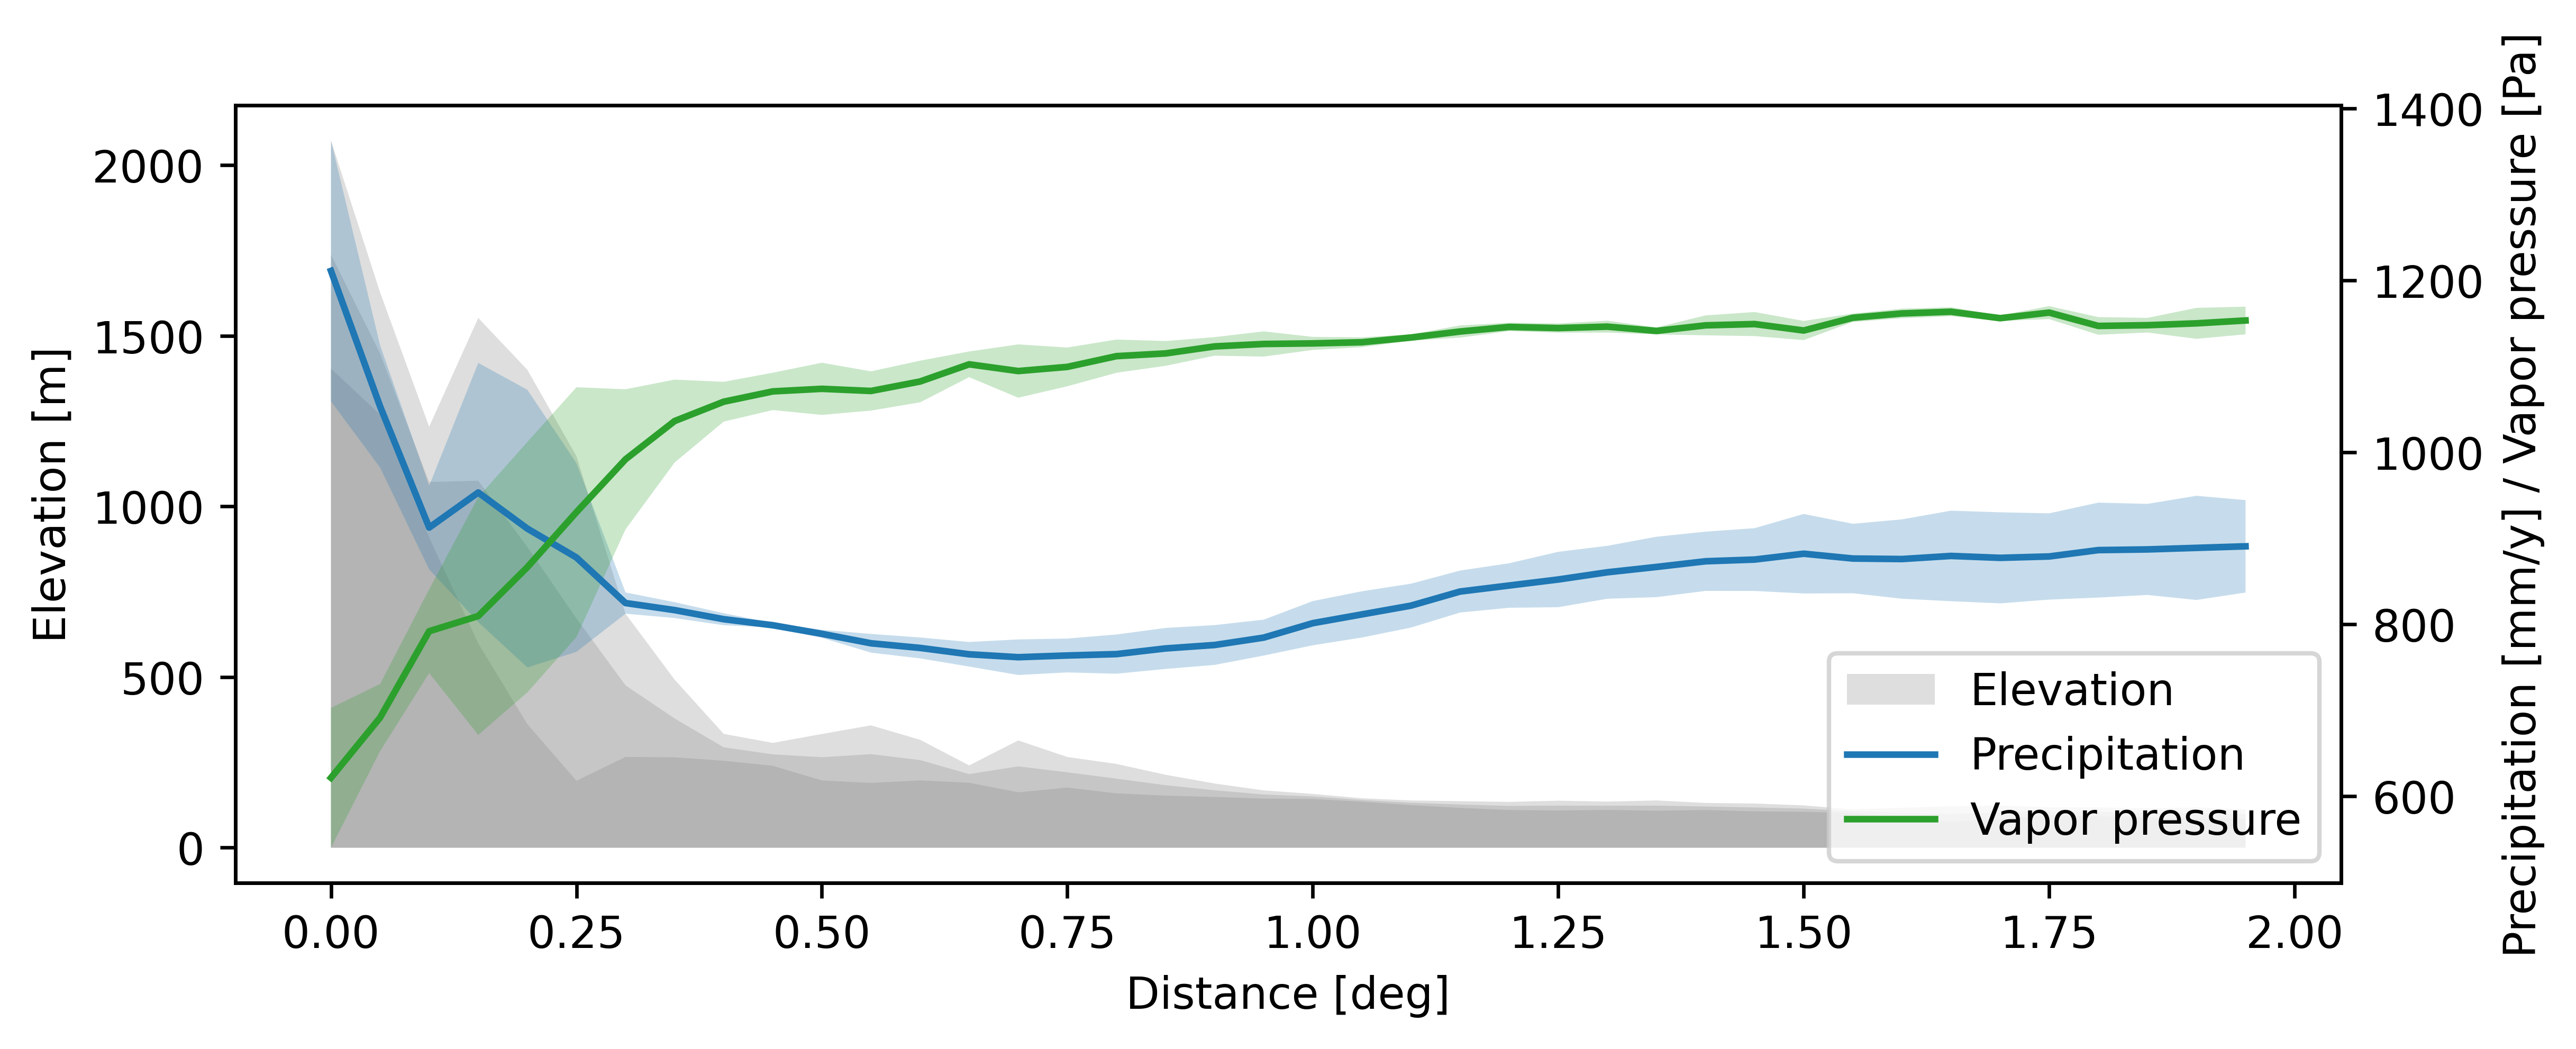 Elevation [m]
2000
1500
1000
500
0
0.00 0.25 0.50 0.75 1.00 1.25 1.50 1.75 2.00
Distance [deg]
1400
1200
1000
800
600
Precipitation [mm/y] / Vapor pressure [Pa]
Elevation
Precipitation
Vapor pressure